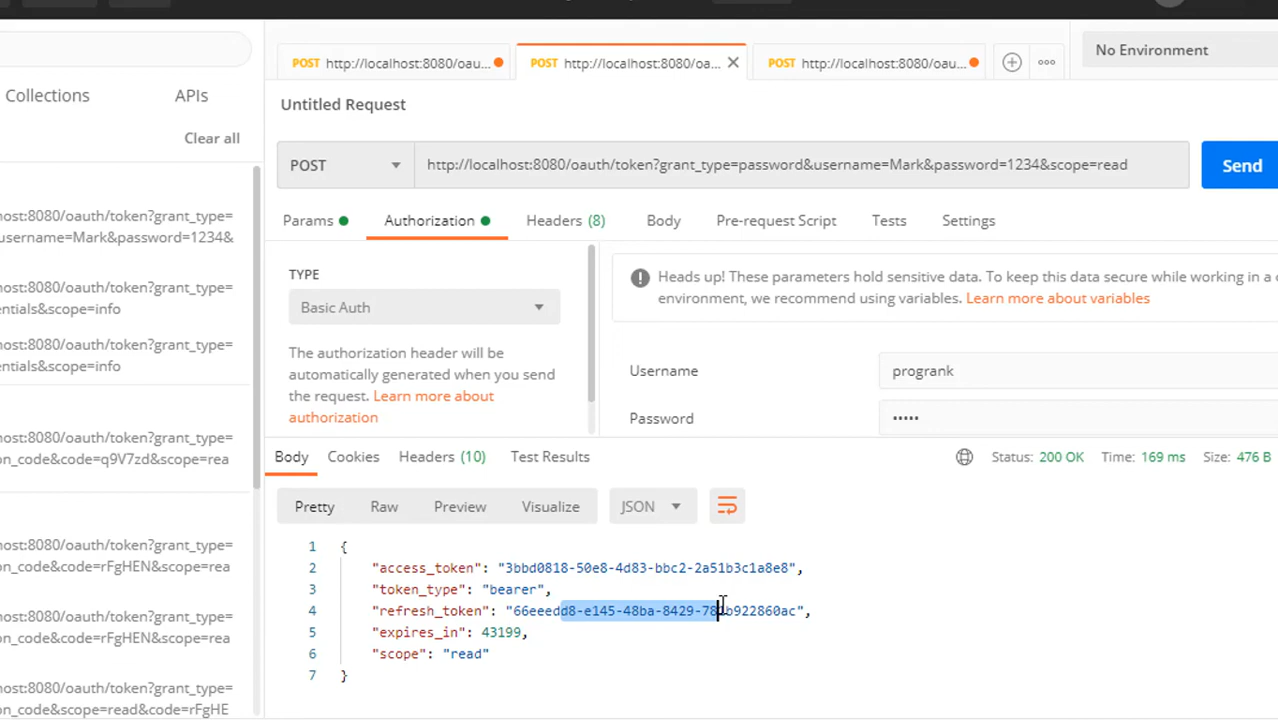 POST http://localhost:8080/oau...
POST http://localhost:8080/oa...
POST http://localhost:8080/oau...
No Environment
Collections
APIs
Clear all
Untitled Request
POST
http://localhost:8080/oauth/token?grant_type=password&username=Mark&password=1234&scope=read
Send
Params
Authorization
Headers (8)
Body
Pre-request Script
Tests
Settings
ost:8080/oauth/token?grant_type=
username=Mark&password=1234&
ost:8080/oauth/token?grant_type=
entials&scope=info
ost:8080/oauth/token?grant_type=
entials&scope=info
ost:8080/oauth/token?grant_type=
on_code&code=q9V7zd&scope=rea
ost:8080/oauth/token?grant_type=
on_code&code=rFgHEN&scope=rea
ost:8080/oauth/token?grant_type=
on_code&code=rFgHEN&scope=rea
ost:8080/oauth/token?grant_type=
on_code&scope=read&code=rFgHE
TYPE
Basic Auth
The authorization header will be
automatically generated when you send
the request. Learn more about
authorization
Heads up! These parameters hold sensitive data. To keep this data secure while working in a c
environment, we recommend using variables. Learn more about variables
Username
progrank
Password
•••••
Body
Cookies
Headers (10)
Test Results
Status: 200 OK
Time: 169 ms
Size: 476 B
Pretty
Raw
Preview
Visualize
JSON
1 {
2 "access_token": "3bbd0818-50e8-4d83-bbc2-2a51b3c1a8e8",
3 "token_type": "bearer",
4 "refresh_token":
5 "expires_in": 43199,
6 "scope": "read"
7 }